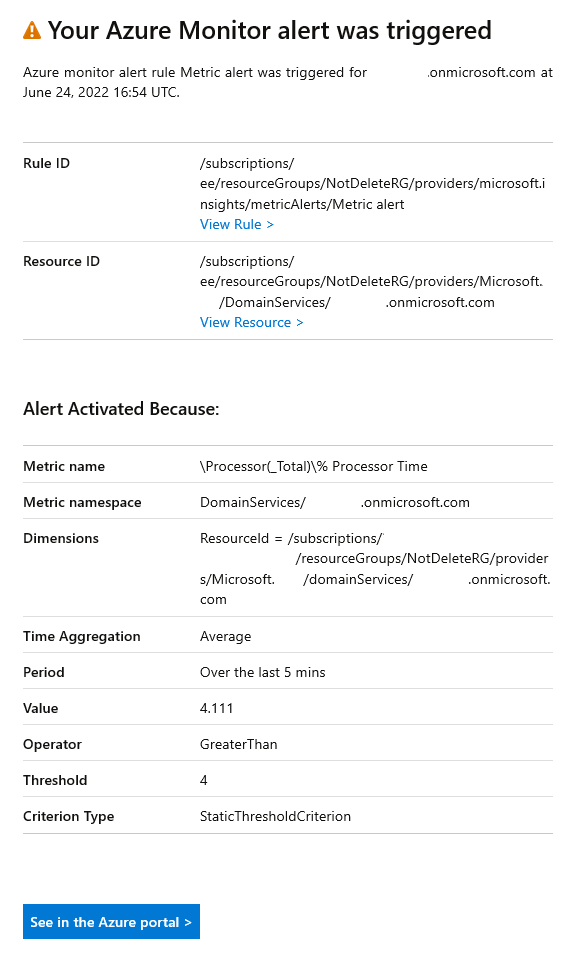 Your Azure Monitor alert was triggered
Azure monitor alert rule Metric alert was triggered for .onmicrosoft.com at
June 24, 2022 16:54 UTC.
Rule ID
/subscriptions/
ee/resourceGroups/NotDeleteRG/providers/microsoft.i
nsights/metricAlerts/Metric alert
View Rule >
Resource ID
/subscriptions/
ee/resourceGroups/NotDeleteRG/providers/Microsoft.
/DomainServices/ .onmicrosoft.com
View Resource >
Alert Activated Because:
Metric name \Processor(_Total)\% Processor Time
Metric namespace DomainServices/ .onmicrosoft.com
Dimensions ResourceId = /subscriptions/
/resourceGroups/NotDeleteRG/provider
s/Microsoft. /domainServices/ .onmicrosoft.
com
Time Aggregation Average
Period Over the last 5 mins
Value 4.111
Operator GreaterThan
Threshold 4
Criterion Type StaticThresholdCriterion
See in the Azure portal >